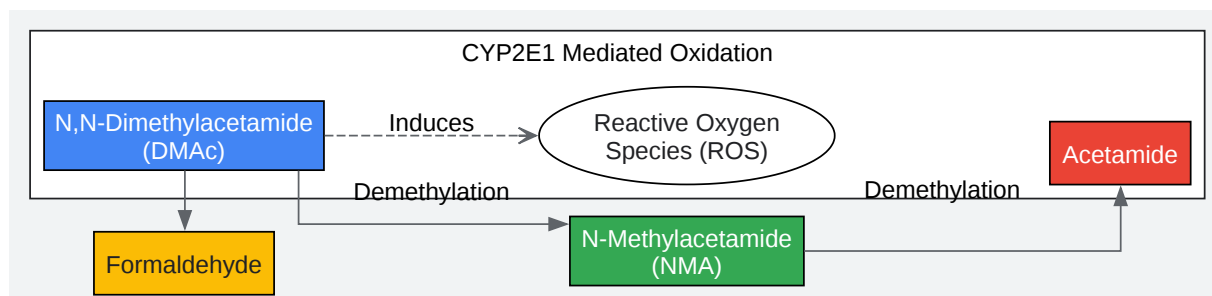 CYP2E1 Mediated Oxidation
N,N-Dimethylacetamide
(DMAc)
Induces
Reactive Oxygen
Species (ROS)
Acetamide
Demethylation
Demethylation
Formaldehyde
N-Methylacetamide
(NMA)